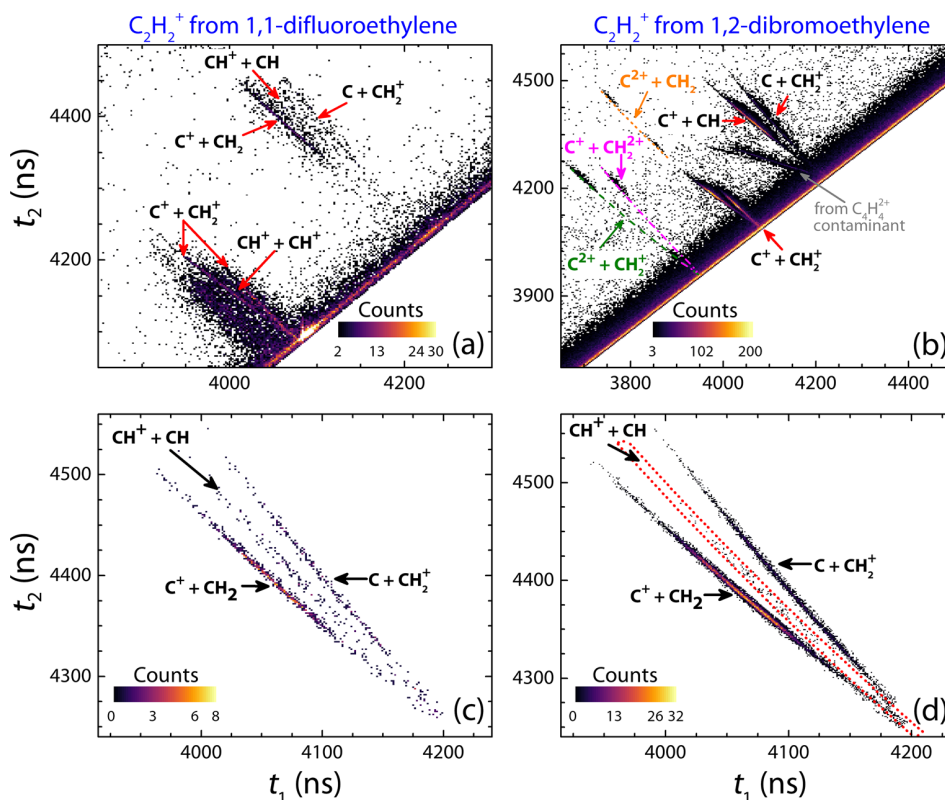 C₂H₂⁺ from 1,1-difluoroethylene
C₂H₂⁺ from 1,2-dibromoethylene
(a)
CH⁺ + CH
C + CH₂⁺
C⁺ + CH₂
C⁺ + CH₂⁺
CH⁺ + CH⁺
Counts
2 13 24 30
4400
4200
t₂ (ns)
4000 4200
(b)
C²⁺ + CH₂
C + CH₂⁺
C⁺ + CH
C⁺ + CH₂²⁺
C²⁺ + CH₂⁺
from C₄H₄²⁺
contaminant
C⁺ + CH₂⁺
Counts
3 102 200
4500
4200
3900
3800 4000 4200 4400
(c)
CH⁺ + CH
C + CH₂⁺
C⁺ + CH₂
Counts
0 3 6 8
4500
4400
4300
t₂ (ns)
4000 4100 4200
t₁ (ns)
(d)
CH⁺ + CH
C + CH₂⁺
C⁺ + CH₂
Counts
0 13 26 32
4500
4400
4300
4000 4100 4200
t₁ (ns)